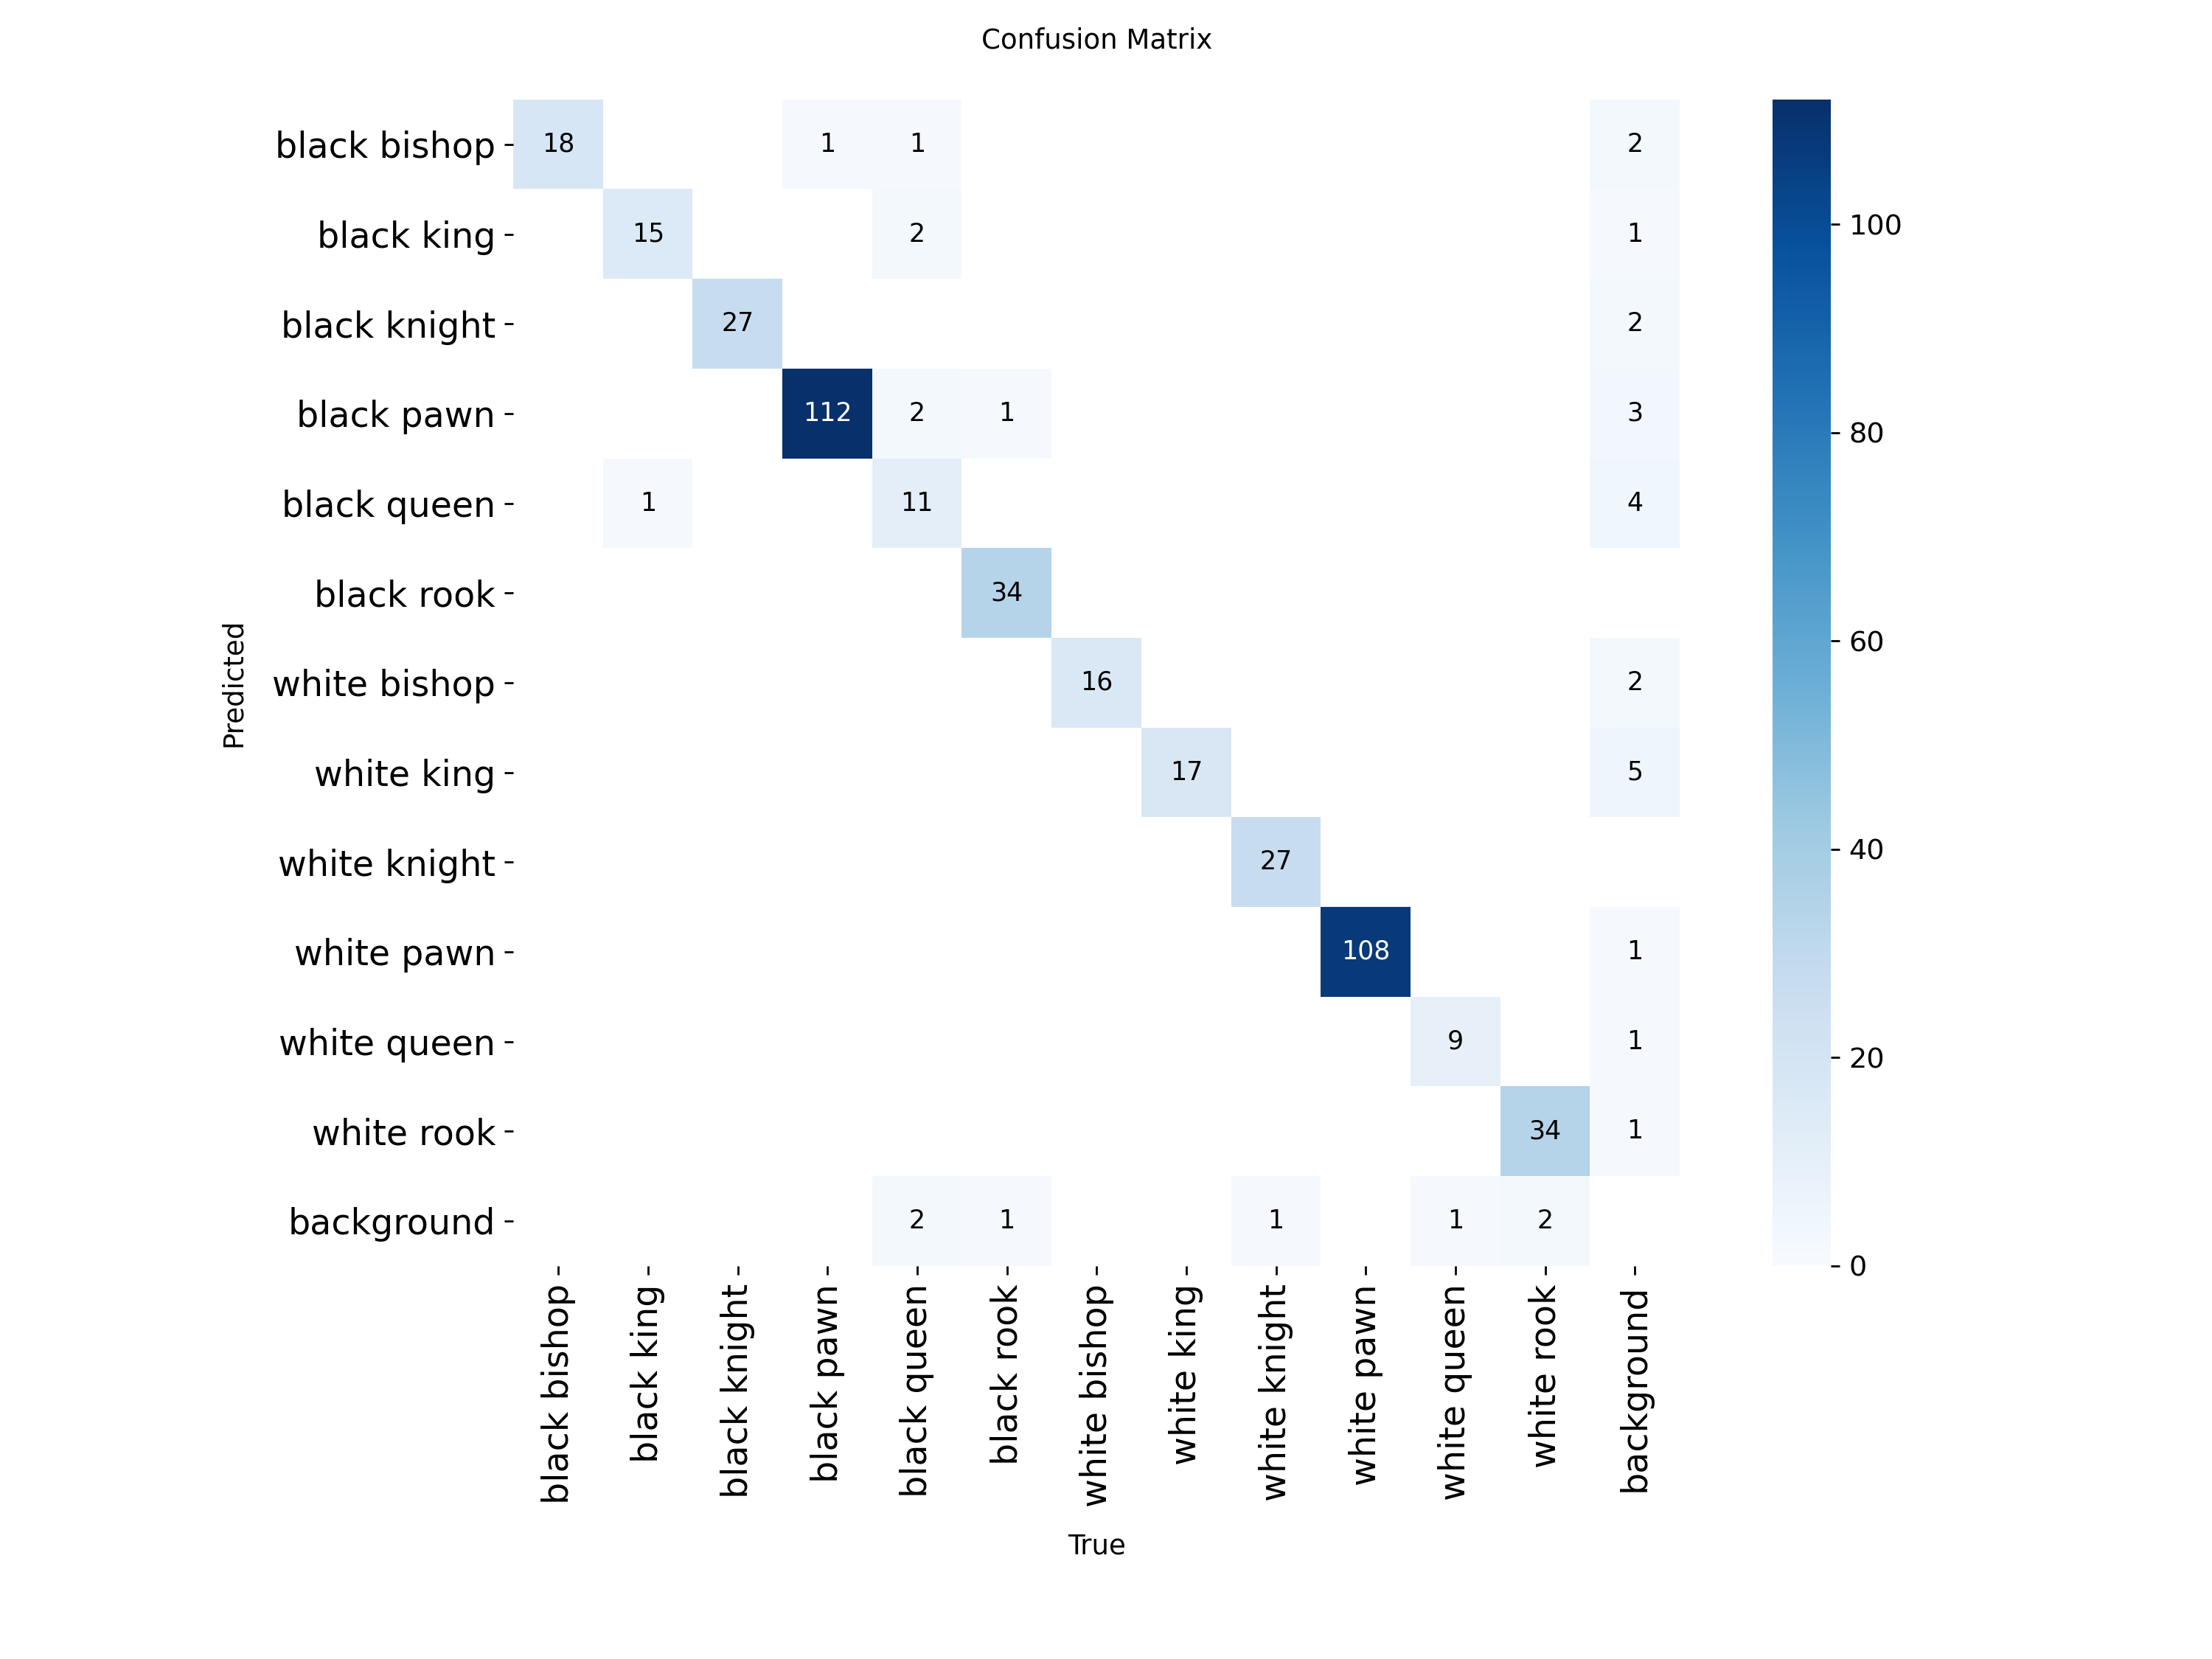 Confusion Matrix
black bishop 18 1 1 2
black king 15 2 1 100
black knight 27 2
black pawn 112 2 1 3 80
black queen 1 11 4
black rook 34
60
white bishop 16 2
Predicted
white king 17 5
white knight 27 40
white pawn 108 1
white queen 9 1 20
white rook 34 1
background 2 1 1 1 2
0
black bishop
black king
black knight
black pawn
black queen
black rook
white bishop
white king
white knight
white pawn
white queen
white rook
background
True